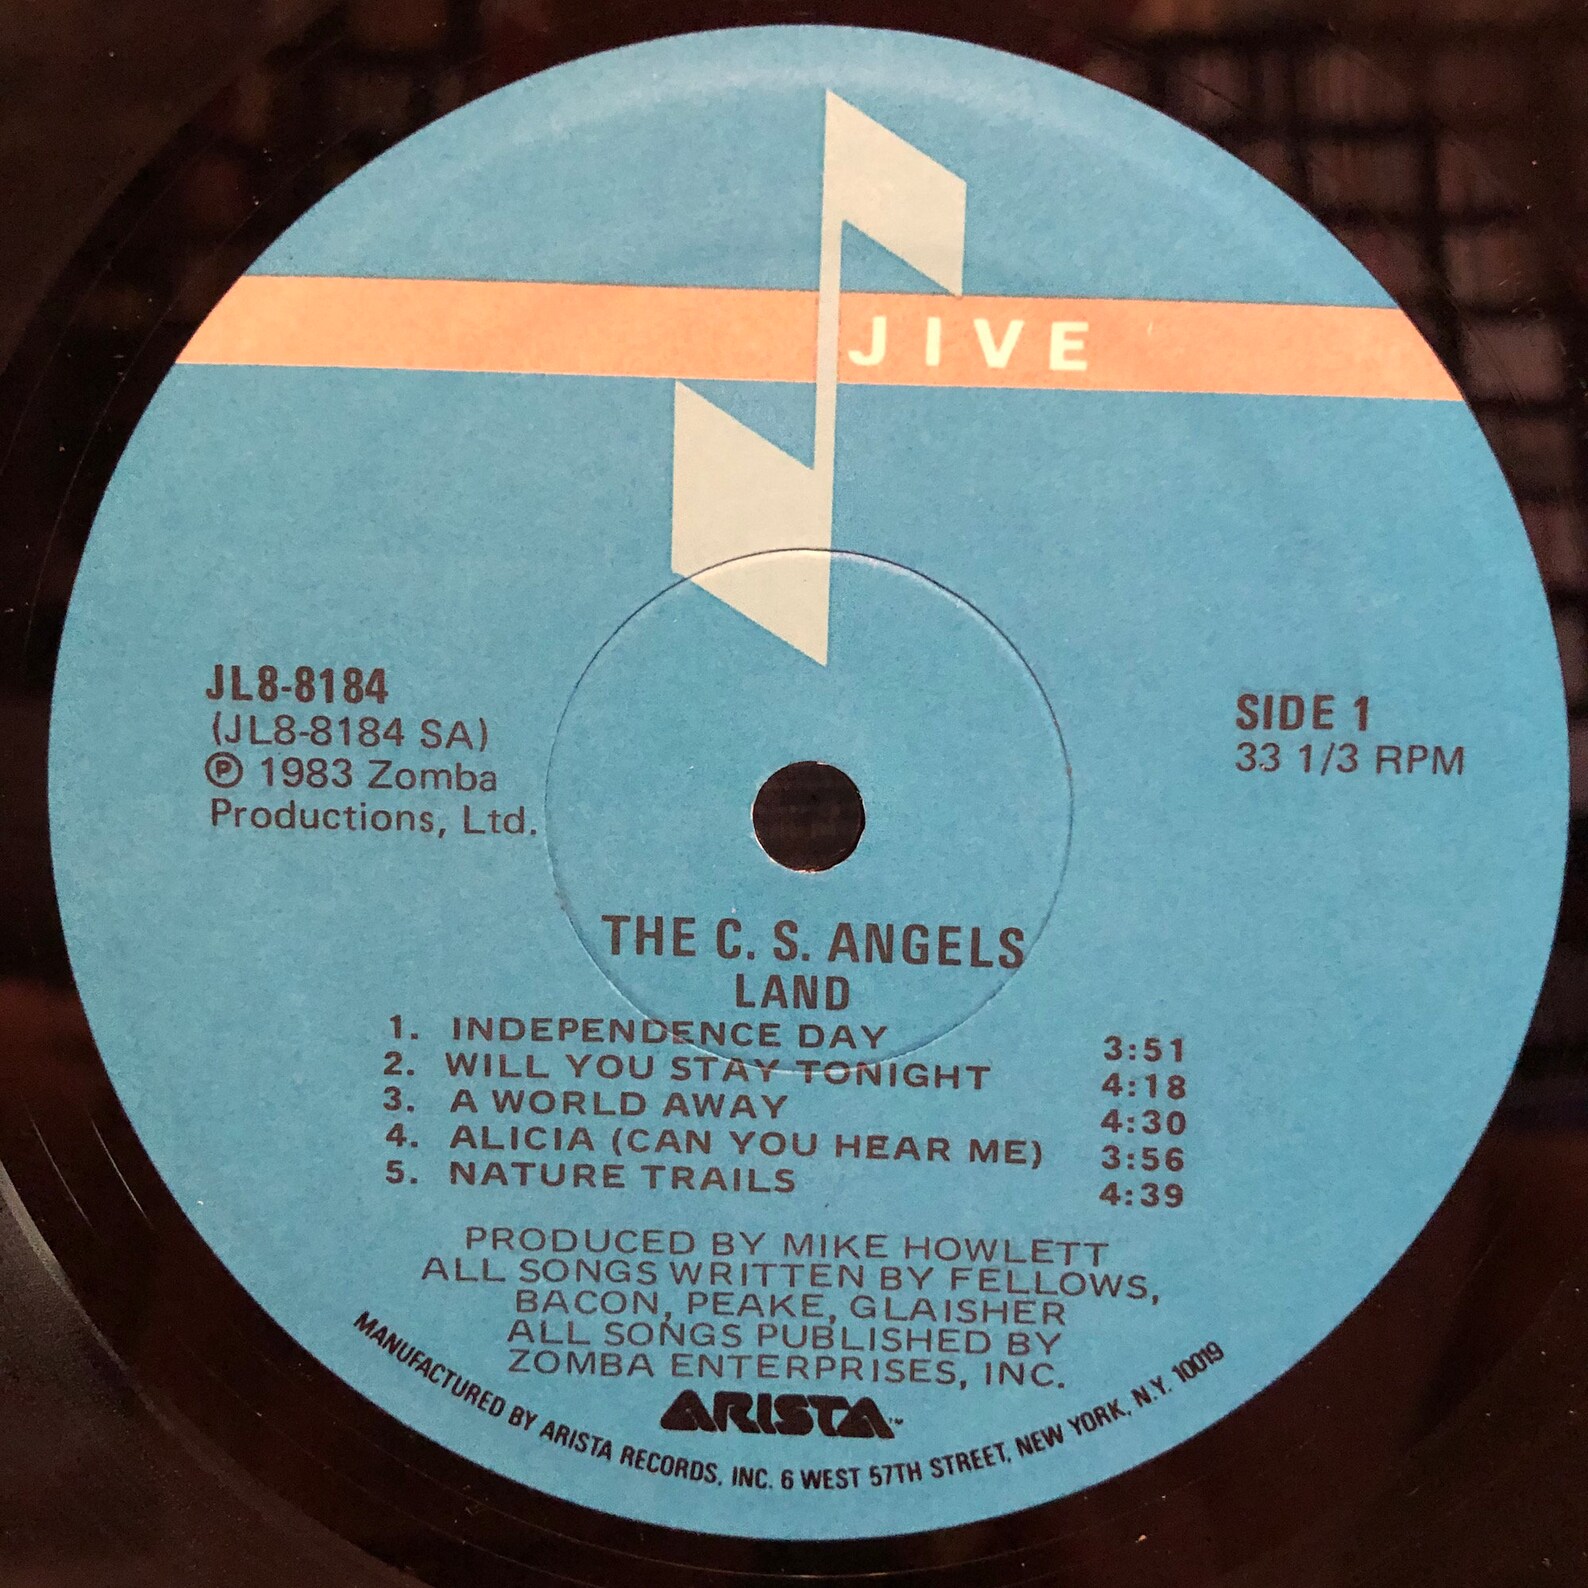 JIVE
JL8-8184
(JL8-8184 SA)
℗ 1983 Zomba
Productions, Ltd.
SIDE 1
33 1/3 RPM
THE C. S. ANGELS
LAND
1. INDEPENDENCE DAY 3:51
2. WILL YOU STAY TONIGHT 4:18
3. A WORLD AWAY 4:30
4. ALICIA (CAN YOU HEAR ME) 3:56
5. NATURE TRAILS 4:39
PRODUCED BY MIKE HOWLETT
ALL SONGS WRITTEN BY FELLOWS,
BACON, PEAKE, GLAISHER
ALL SONGS PUBLISHED BY
ZOMBA ENTERPRISES, INC.
ARISTA™
MANUFACTURED BY ARISTA RECORDS, INC. 6 WEST 57TH STREET, NEW YORK, N.Y. 10019